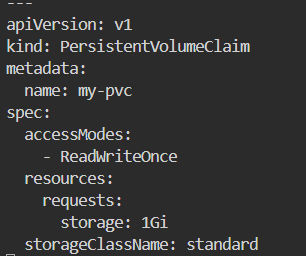 ---
apiVersion: v1
kind: PersistentVolumeClaim
metadata:
  name: my-pvc
spec:
  accessModes:
    - ReadWriteOnce
  resources:
    requests:
      storage: 1Gi
  storageClassName: standard